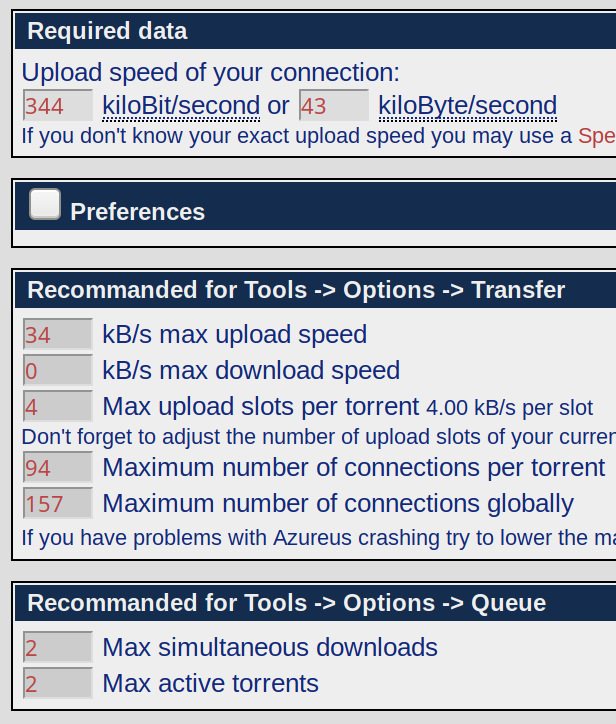 Required data
Upload speed of your connection:
344 kiloBit/second or 43 kiloByte/second
If you don't know your exact upload speed you may use a Spe
Preferences
Recommanded for Tools -> Options -> Transfer
34 kB/s max upload speed
0 kB/s max download speed
4 Max upload slots per torrent 4.00 kB/s per slot
Don't forget to adjust the number of upload slots of your curren
94 Maximum number of connections per torrent
157 Maximum number of connections globally
If you have problems with Azureus crashing try to lower the ma
Recommanded for Tools -> Options -> Queue
2 Max simultaneous downloads
2 Max active torrents